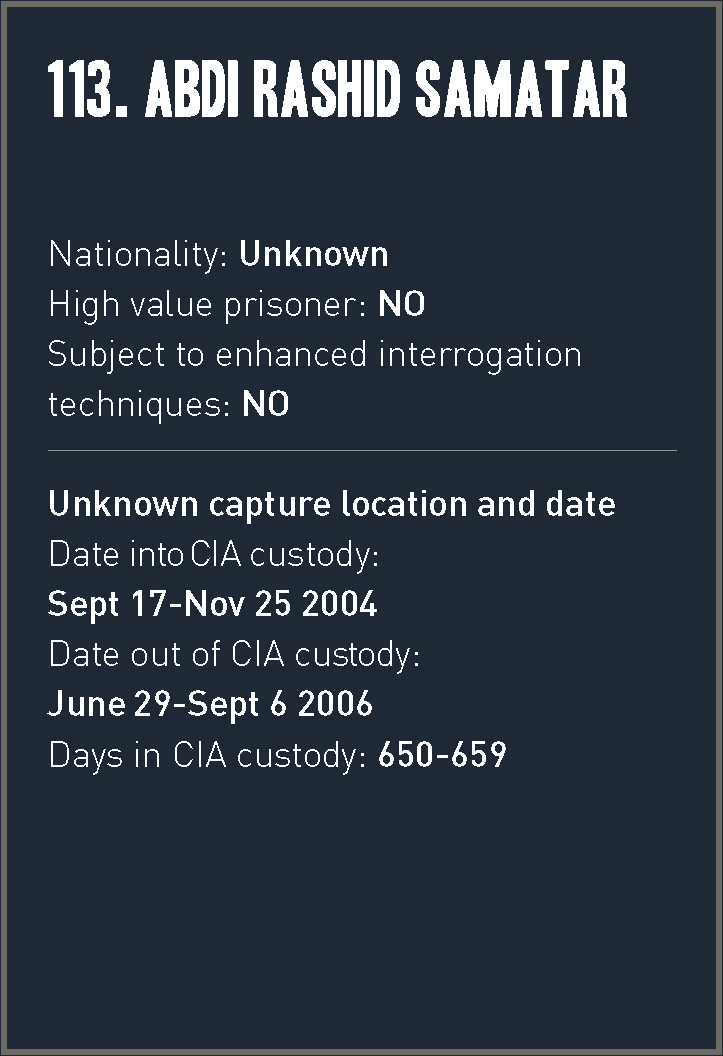 113. ABDI RASHID SAMATAR
Nationality: Unknown
High value prisoner: NO
Subject to enhanced interrogation
techniques: NO
Unknown capture location and date
Date into CIA custody:
Sept 17-Nov 25 2004
Date out of CIA custody:
June 29-Sept 6 2006
Days in CIA custody: 650-659